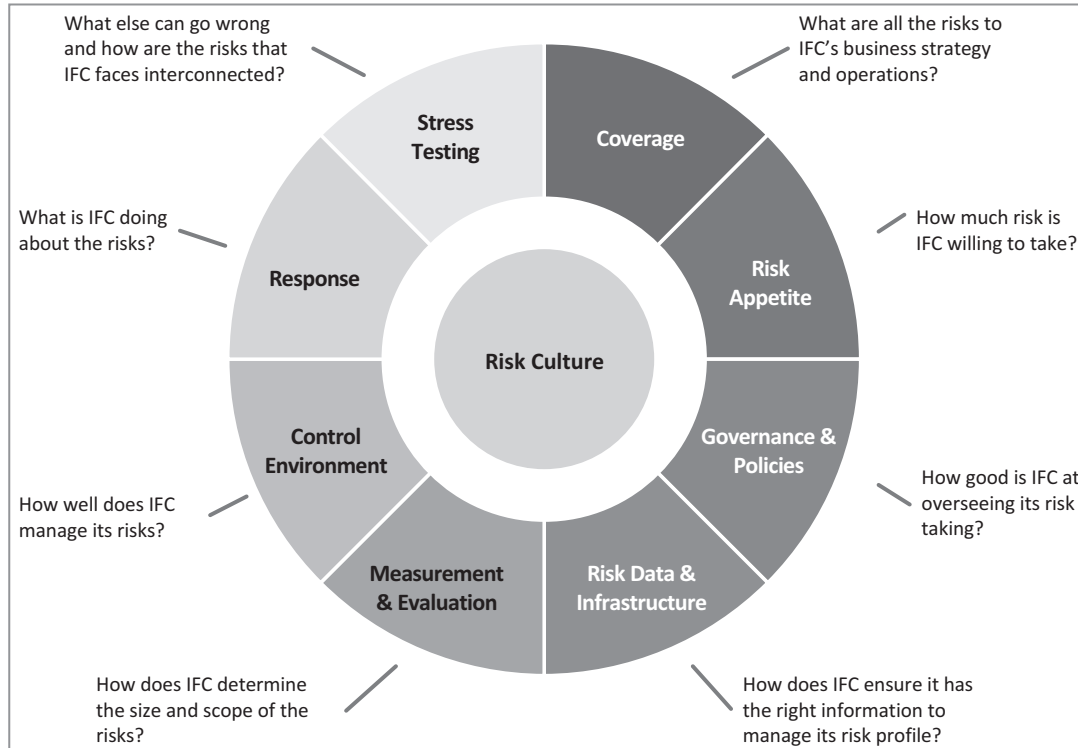 What else can go wrong
and how are the risks that
IFC faces interconnected?
What are all the risks to
IFC’s business strategy
and operations?
Stress
Testing
Coverage
What is IFC doing
about the risks?
How much risk is
IFC willing to take?
Response
Risk
Appetite
Risk Culture
Control
Environment
Governance &
Policies
How well does IFC
manage its risks?
How good is IFC at
overseeing its risk
taking?
Measurement
& Evaluation
Risk Data &
Infrastructure
How does IFC determine
the size and scope of the
risks?
How does IFC ensure it has
the right information to
manage its risk profile?